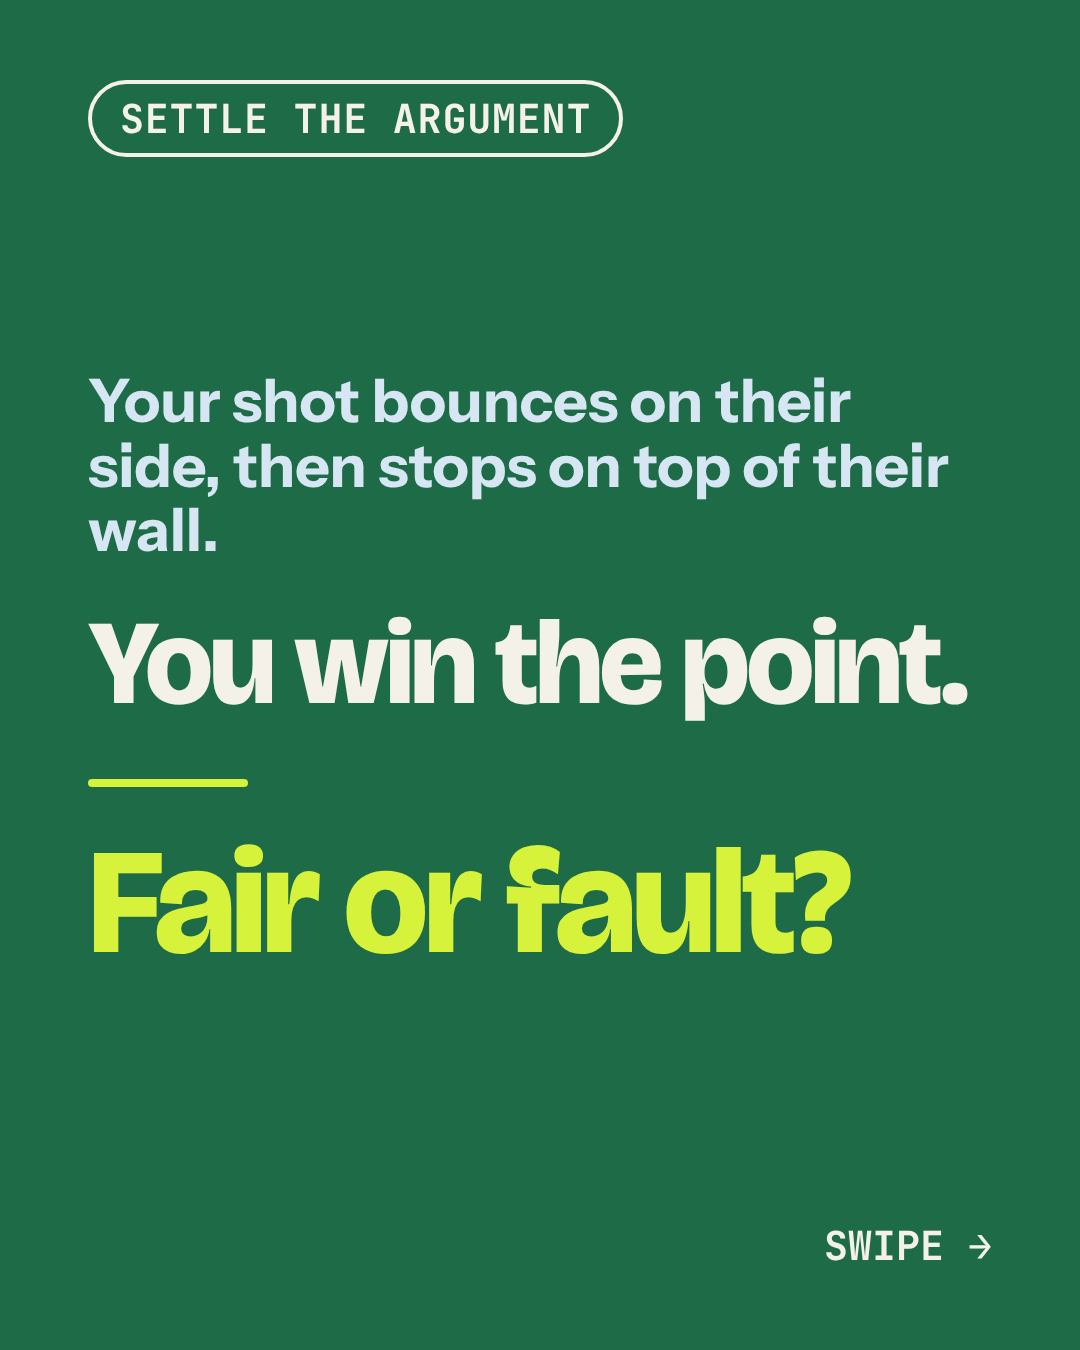 SETTLE THE ARGUMENT
Your shot bounces on their
side, then stops on top of their
wall.
You win the point.
Fair or fault?
SWIPE →